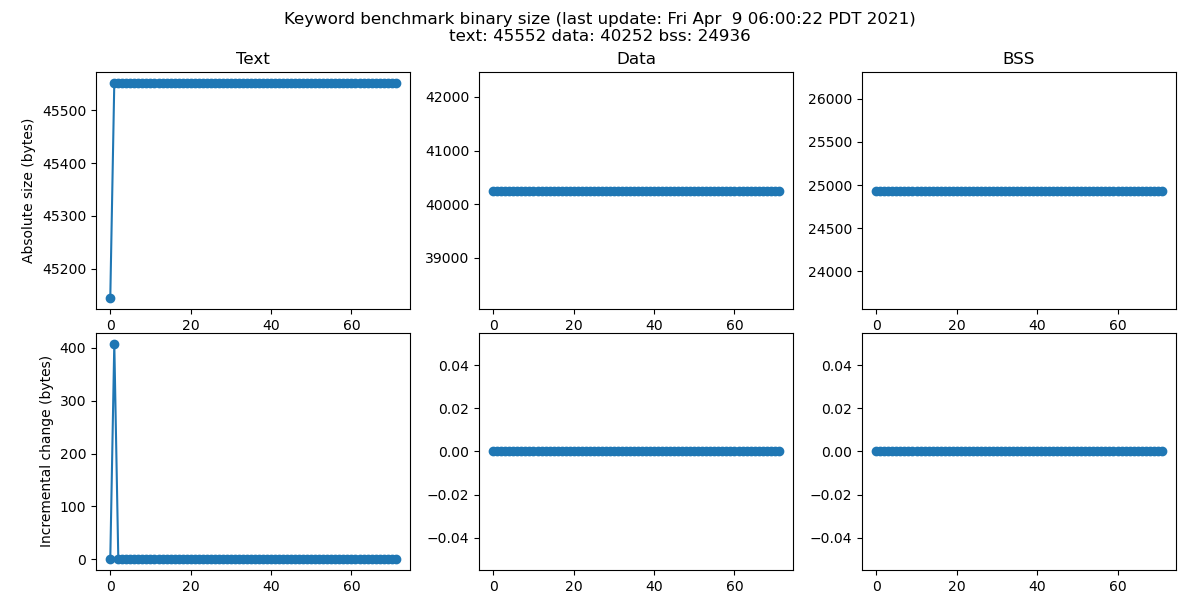 Keyword benchmark binary size (last update: Fri Apr  9 06:00:22 PDT 2021)
text: 45552 data: 40252 bss: 24936
Text
Absolute size (bytes)
45500
45400
45300
45200
0 20 40 60
Data
42000
41000
40000
39000
0 20 40 60
BSS
26000
25500
25000
24500
24000
0 20 40 60
Incremental change (bytes)
400
300
200
100
0
0 20 40 60
0.04
0.02
0.00
−0.02
−0.04
0 20 40 60
0.04
0.02
0.00
−0.02
−0.04
0 20 40 60